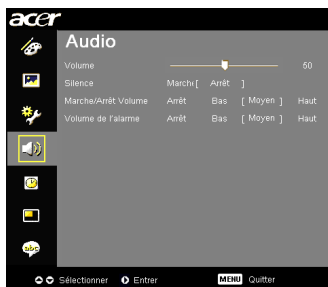 acer
Audio
Volume 50
Silence Marche[ Arrêt ]
Marche/Arrêt Volume Arrêt Bas [ Moyen ] Haut
Volume de l'alarme Arrêt Bas [ Moyen ] Haut
abc
Sélectionner Entrer MENU Quitter